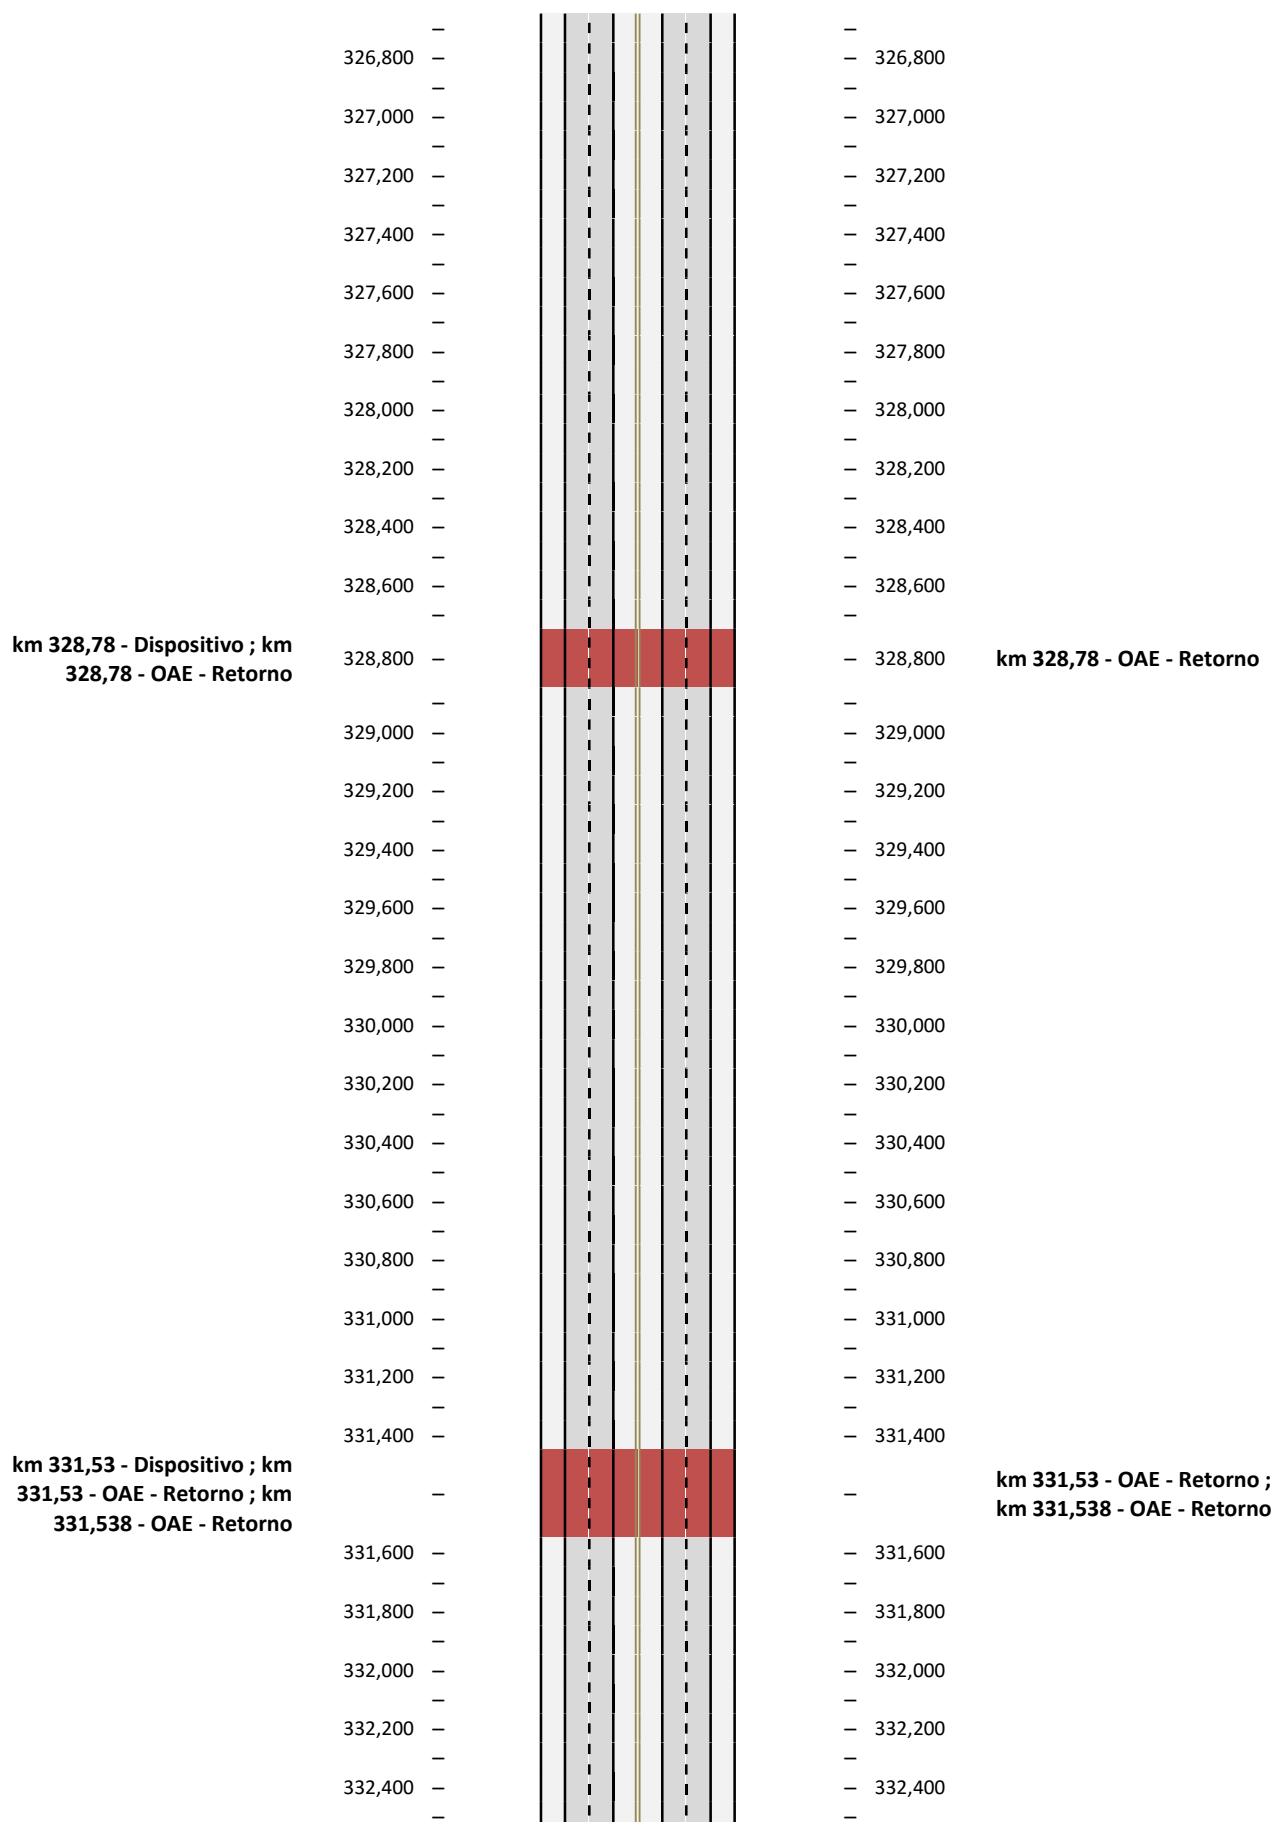 326,800 – – 326,800
327,000 – – 327,000
327,200 – – 327,200
327,400 – – 327,400
327,600 – – 327,600
327,800 – – 327,800
328,000 – – 328,000
328,200 – – 328,200
328,400 – – 328,400
328,600 – – 328,600
km 328,78 - Dispositivo ; km
328,78 - OAE - Retorno
328,800 – – 328,800
km 328,78 - OAE - Retorno
329,000 – – 329,000
329,200 – – 329,200
329,400 – – 329,400
329,600 – – 329,600
329,800 – – 329,800
330,000 – – 330,000
330,200 – – 330,200
330,400 – – 330,400
330,600 – – 330,600
330,800 – – 330,800
331,000 – – 331,000
331,200 – – 331,200
331,400 – – 331,400
km 331,53 - Dispositivo ; km
331,53 - OAE - Retorno ; km
331,538 - OAE - Retorno
km 331,53 - OAE - Retorno ;
km 331,538 - OAE - Retorno
331,600 – – 331,600
331,800 – – 331,800
332,000 – – 332,000
332,200 – – 332,200
332,400 – – 332,400